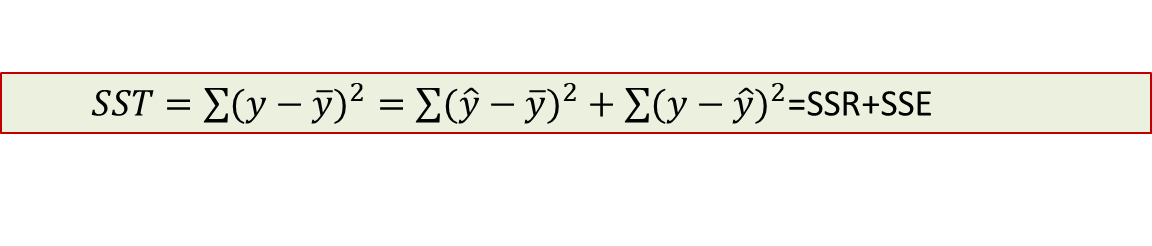 𝑆𝑆𝑇 = ∑(𝑦 − ȳ)² = ∑(ŷ − ȳ)² + ∑(𝑦 − ŷ)²=SSR+SSE